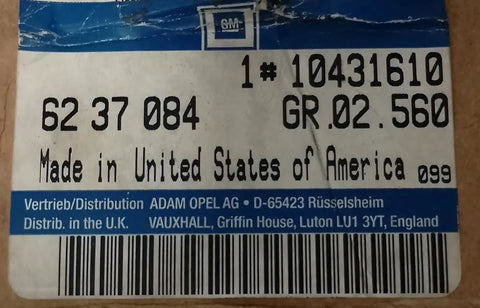 GM
1# 10431610
62 37 084 GR.02.560
Made in United States of America 099
Vertrieb/Distribution ADAM OPEL AG • D-65423 Rüsselsheim
Distrib. in the U.K. VAUXHALL, Griffin House, Luton LU1 3YT, England